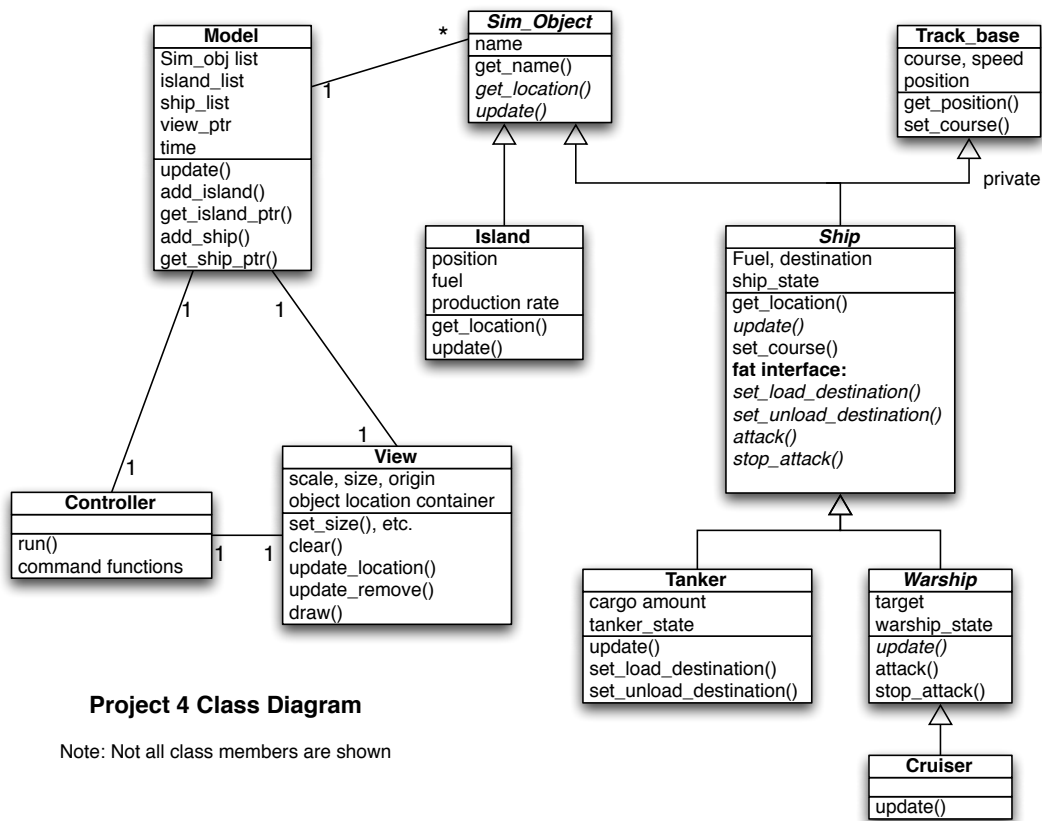 Model
Sim_obj list
island_list
ship_list
view_ptr
time
update()
add_island()
get_island_ptr()
add_ship()
get_ship_ptr()
1
*
Sim_Object
name
get_name()
get_location()
update()
Track_base
course, speed
position
get_position()
set_course()
private
Island
position
fuel
production rate
get_location()
update()
Ship
Fuel, destination
ship_state
get_location()
update()
set_course()
fat interface:
set_load_destination()
set_unload_destination()
attack()
stop_attack()
1
1
1
1
Controller
run()
command functions
1
1
View
scale, size, origin
object location container
set_size(), etc.
clear()
update_location()
update_remove()
draw()
Tanker
cargo amount
tanker_state
update()
set_load_destination()
set_unload_destination()
Warship
target
warship_state
update()
attack()
stop_attack()
Cruiser
update()
Project 4 Class Diagram
Note: Not all class members are shown